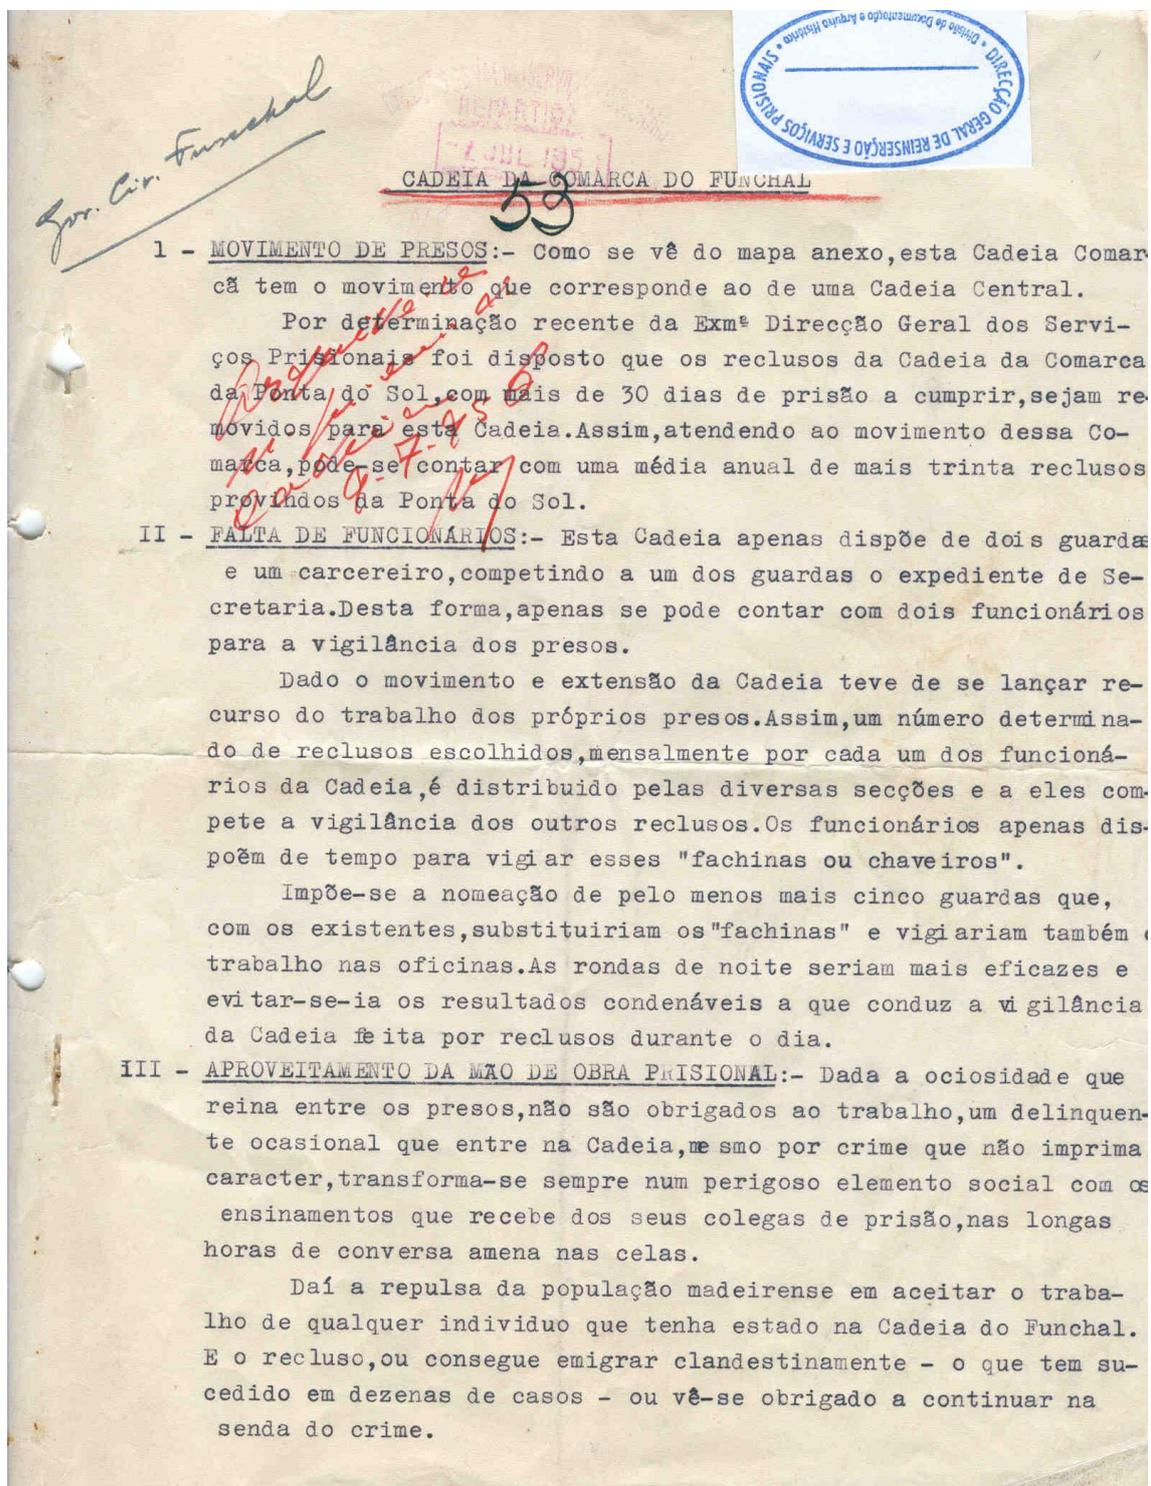 Gov. Civ. Funchal
DIRECÇÃO GERAL DE REINSERÇÃO E SERVIÇOS PRISIONAIS • Divisão de Documentação e Arquivo Histórico •
REPARTIÇÃO
2 JUL 195
CADEIA DA COMARCA DO FUNCHAL
53
1 - MOVIMENTO DE PRESOS:- Como se vê do mapa anexo,esta Cadeia Comar-
cã tem o movimento que corresponde ao de uma Cadeia Central.
Por determinação recente da Exmª Direcção Geral dos Servi-
ços Prisionais foi disposto que os reclusos da Cadeia da Comarca
da Ponta do Sol,com mais de 30 dias de prisão a cumprir,sejam re-
movidos para esta Cadeia.Assim,atendendo ao movimento dessa Co-
marca,pode-se contar com uma média anual de mais trinta reclusos
provindos da Ponta do Sol.
II - FALTA DE FUNCIONÁRIOS:- Esta Cadeia apenas dispõe de dois guardas
e um carcereiro,competindo a um dos guardas o expediente de Se-
cretaria.Desta forma,apenas se pode contar com dois funcionários
para a vigilância dos presos.
Dado o movimento e extensão da Cadeia teve de se lançar re-
curso do trabalho dos próprios presos.Assim,um número determina-
do de reclusos escolhidos,mensalmente por cada um dos funcioná-
rios da Cadeia,é distribuido pelas diversas secções e a eles com-
pete a vigilância dos outros reclusos.Os funcionários apenas dis-
poẽm de tempo para vigiar esses "fachinas ou chaveiros".
Impõe-se a nomeação de pelo menos mais cinco guardas que,
com os existentes,substituiriam os"fachinas" e vigiariam também
trabalho nas oficinas.As rondas de noite seriam mais eficazes e
evitar-se-ia os resultados condenáveis a que conduz a vigilância
da Cadeia feita por reclusos durante o dia.
III - APROVEITAMENTO DA MÃO DE OBRA PRISIONAL:- Dada a ociosidade que
reina entre os presos,não são obrigados ao trabalho,um delinquen-
te ocasional que entre na Cadeia,mesmo por crime que não imprima
caracter,transforma-se sempre num perigoso elemento social com os
ensinamentos que recebe dos seus colegas de prisão,nas longas
horas de conversa amena nas celas.
Daí a repulsa da população madeirense em aceitar o traba-
lho de qualquer individuo que tenha estado na Cadeia do Funchal.
E o recluso,ou consegue emigrar clandestinamente - o que tem su-
cedido em dezenas de casos - ou vê-se obrigado a continuar na
senda do crime.